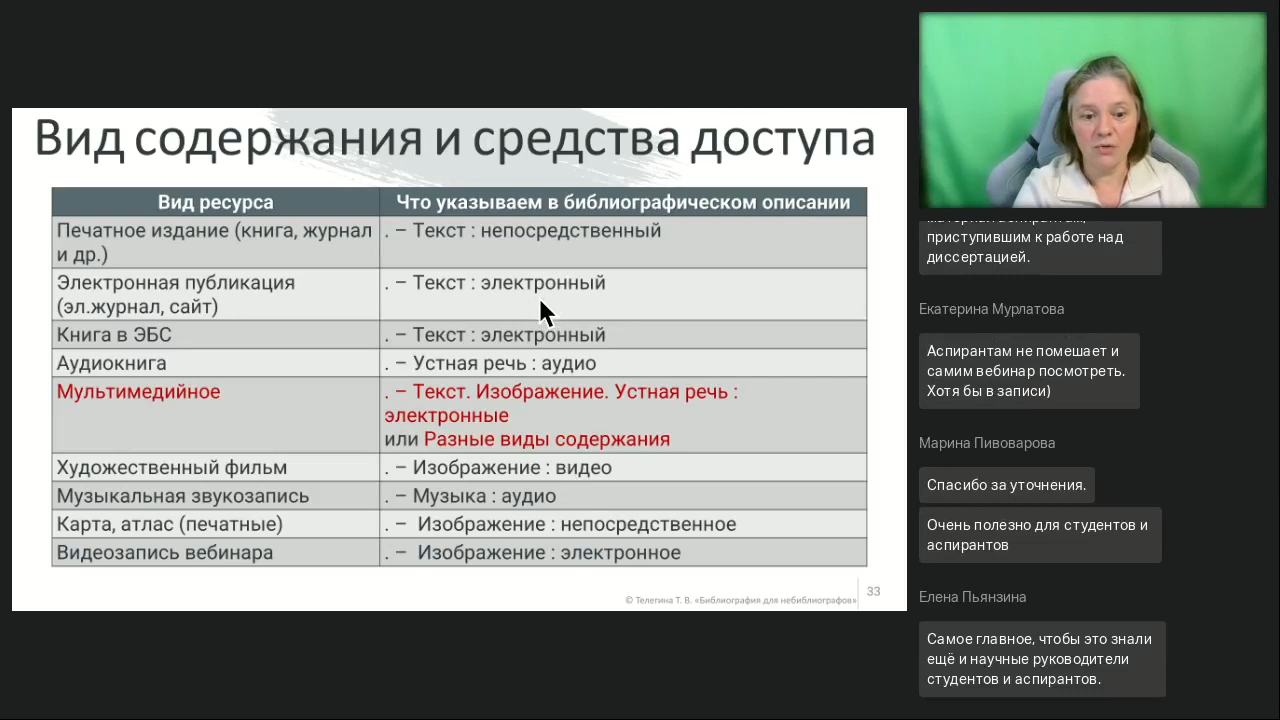 Вид содержания и средства доступа
Вид ресурса
Что указываем в библиографическом описании
Печатное издание (книга, журнал
и др.)
. – Текст : непосредственный
Электронная публикация
(эл.журнал, сайт)
. – Текст : электронный
Книга в ЭБС
. – Текст : электронный
Аудиокнига
. – Устная речь : аудио
Мультимедийное
. – Текст. Изображение. Устная речь :
электронные
или Разные виды содержания
Художественный фильм
. – Изображение : видео
Музыкальная звукозапись
. – Музыка : аудио
Карта, атлас (печатные)
. – Изображение : непосредственное
Видеозапись вебинара
. – Изображение : электронное
© Телегина Т. В. «Библиография для небиблиографов»
33
приступившим к работе над
диссертацией.
Екатерина Мурлатова
Аспирантам не помешает и
самим вебинар посмотреть.
Хотя бы в записи)
Марина Пивоварова
Спасибо за уточнения.
Очень полезно для студентов и
аспирантов
Елена Пьянзина
Самое главное, чтобы это знали
ещё и научные руководители
студентов и аспирантов.